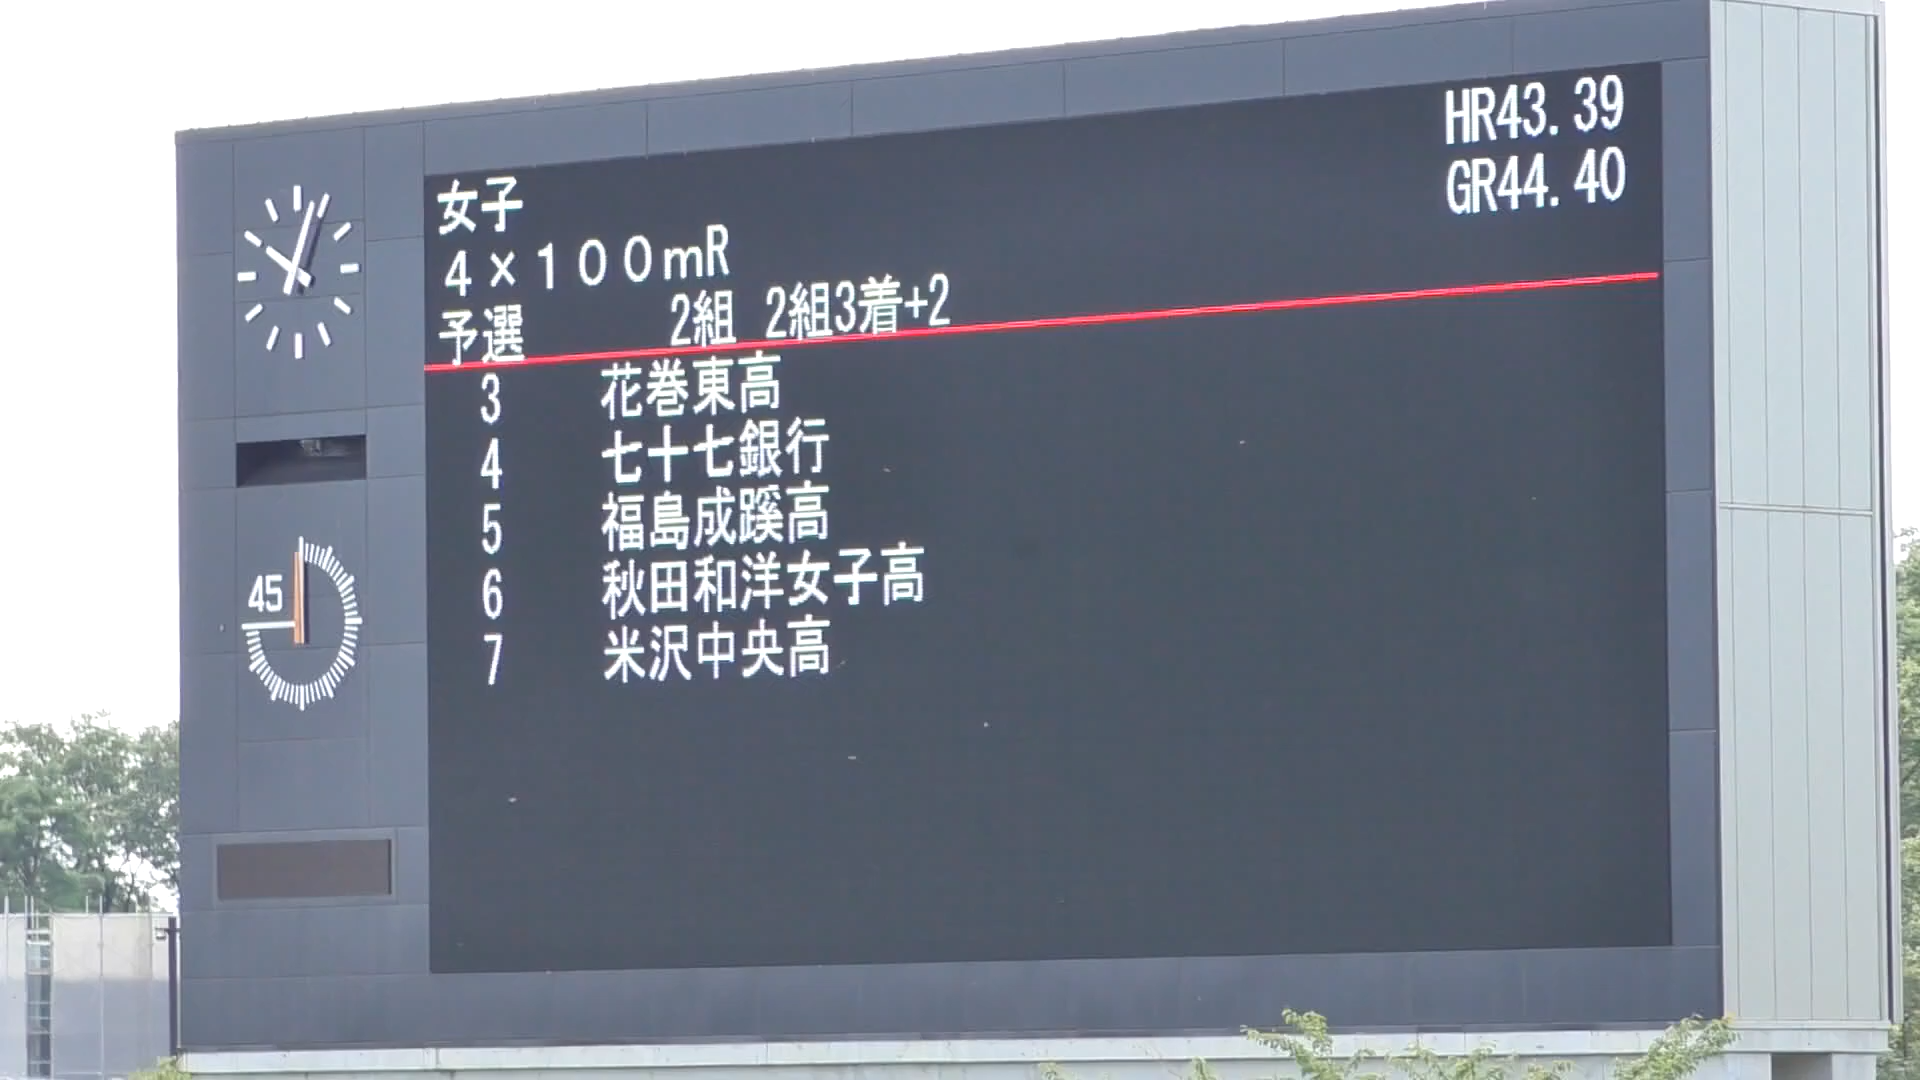 HR43.39
GR44.40
女子
４×１００mR
予選 2組 2組3着+2
3 花巻東高
4 七十七銀行
5 福島成蹊高
6 秋田和洋女子高
7 米沢中央高
45